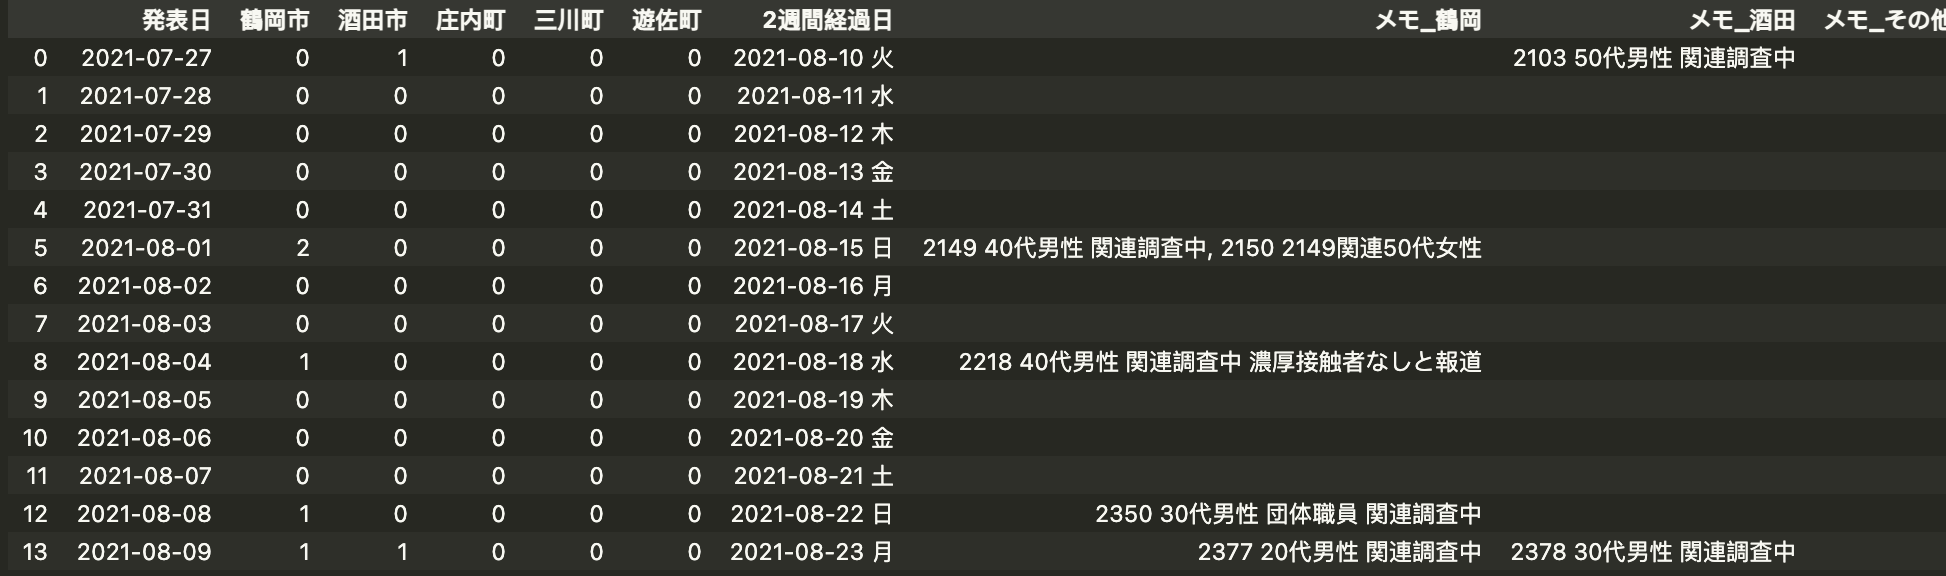 発表日 鶴岡市 酒田市 庄内町 三川町 遊佐町 2週間経過日 メモ_鶴岡 メモ_酒田 メモ_その他
0 2021-07-27 0 1 0 0 0 2021-08-10 火 2103 50代男性 関連調査中
1 2021-07-28 0 0 0 0 0 2021-08-11 水
2 2021-07-29 0 0 0 0 0 2021-08-12 木
3 2021-07-30 0 0 0 0 0 2021-08-13 金
4 2021-07-31 0 0 0 0 0 2021-08-14 土
5 2021-08-01 2 0 0 0 0 2021-08-15 日 2149 40代男性 関連調査中, 2150 2149関連50代女性
6 2021-08-02 0 0 0 0 0 2021-08-16 月
7 2021-08-03 0 0 0 0 0 2021-08-17 火
8 2021-08-04 1 0 0 0 0 2021-08-18 水 2218 40代男性 関連調査中 濃厚接触者なしと報道
9 2021-08-05 0 0 0 0 0 2021-08-19 木
10 2021-08-06 0 0 0 0 0 2021-08-20 金
11 2021-08-07 0 0 0 0 0 2021-08-21 土
12 2021-08-08 1 0 0 0 0 2021-08-22 日 2350 30代男性 団体職員 関連調査中
13 2021-08-09 1 1 0 0 0 2021-08-23 月 2377 20代男性 関連調査中 2378 30代男性 関連調査中